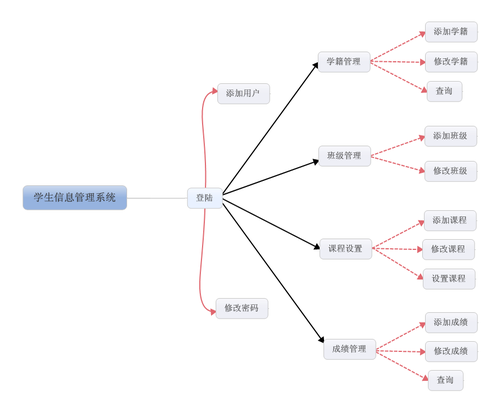 学生信息管理系统
登陆
添加用户
修改密码
学籍管理
添加学籍
修改学籍
查询
班级管理
添加班级
修改班级
课程设置
添加课程
修改课程
设置课程
成绩管理
添加成绩
修改成绩
查询